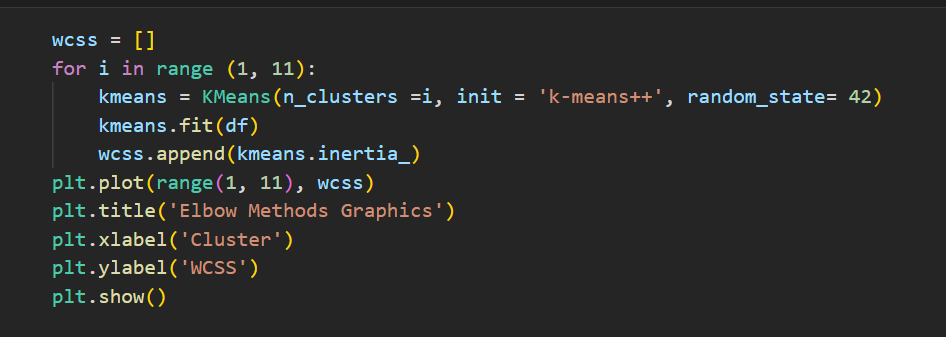 wcss = []
for i in range (1, 11):
    kmeans = KMeans(n_clusters =i, init = 'k-means++', random_state= 42)
    kmeans.fit(df)
    wcss.append(kmeans.inertia_)
plt.plot(range(1, 11), wcss)
plt.title('Elbow Methods Graphics')
plt.xlabel('Cluster')
plt.ylabel('WCSS')
plt.show()